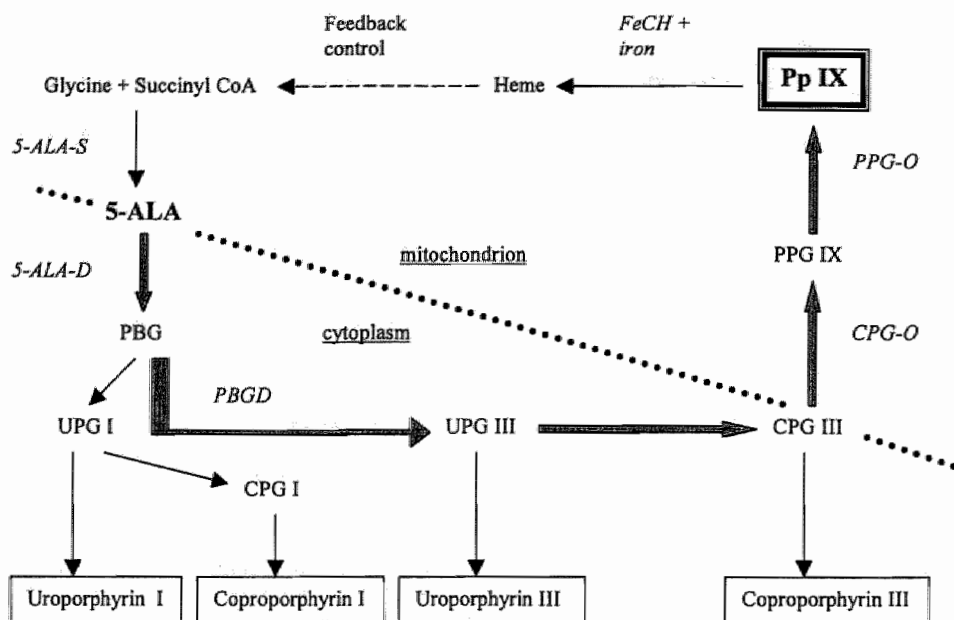 Feedback
control
FeCH +
iron
Glycine + Succinyl CoA
Heme
Pp IX
5-ALA-S
PPG-O
5-ALA
mitochondrion
PPG IX
5-ALA-D
PBG
cytoplasm
CPG-O
PBGD
UPG I
UPG III
CPG III
CPG I
Uroporphyrin I
Coproporphyrin I
Uroporphyrin III
Coproporphyrin III